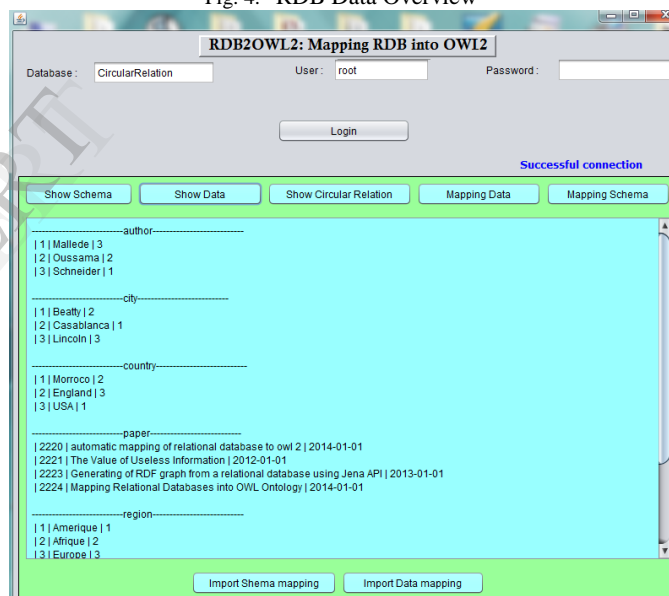 Fig. 4. RDB Data Overview
RDB2OWL2: Mapping RDB into OWL2
Database : CircularRelation User : root Password :
Login
Successful connection
Show Schema Show Data Show Circular Relation Mapping Data Mapping Schema
---------------------------author---------------------------
| 1 | Mallede | 3
| 2 | Oussama | 2
| 3 | Schneider | 1
---------------------------city---------------------------
| 1 | Beatty | 2
| 2 | Casablanca | 1
| 3 | Lincoln | 3
---------------------------country---------------------------
| 1 | Morroco | 2
| 2 | England | 3
| 3 | USA | 1
---------------------------paper---------------------------
| 2220 | automatic mapping of relational database to owl 2 | 2014-01-01
| 2221 | The Value of Useless Information | 2012-01-01
| 2223 | Generating of RDF graph from a relational database using Jena API | 2013-01-01
| 2224 | Mapping Relational Databases into OWL Ontology | 2014-01-01
---------------------------region---------------------------
| 1 | Amerique | 1
| 2 | Afrique | 2
| 3 | Europe | 3
Import Shema mapping Import Data mapping